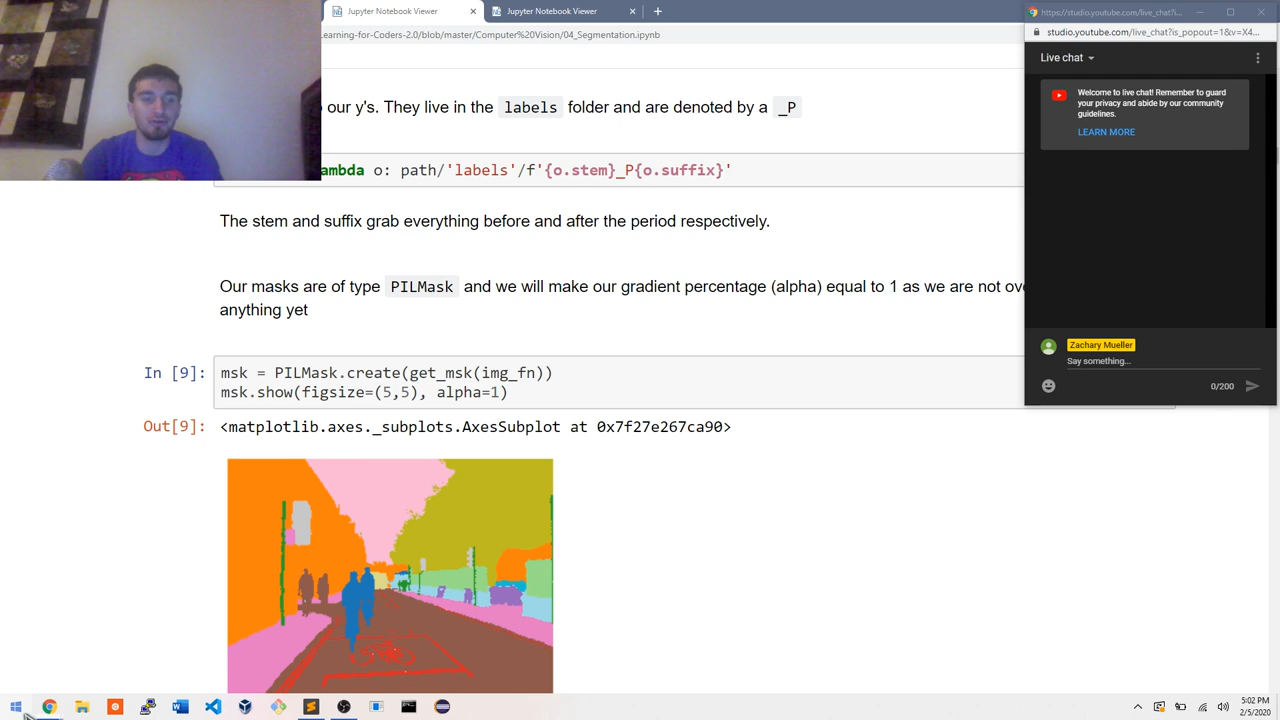 Jupyter Notebook Viewer
Jupyter Notebook Viewer
https://studio.youtube.com/live_chat?i...
earning-for-Coders-2.0/blob/master/Computer%20Vision/04_Segmentation.ipynb
studio.youtube.com/live_chat?is_popout=1&v=X4...
Live chat
Welcome to live chat! Remember to guard
your privacy and abide by our community
guidelines.
LEARN MORE
our y's. They live in the labels folder and are denoted by a _P
ambda o: path/'labels'/f'{o.stem}_P{o.suffix}'
The stem and suffix grab everything before and after the period respectively.
Our masks are of type PILMask and we will make our gradient percentage (alpha) equal to 1 as we are not ov
anything yet
Zachary Mueller
Say something...
0/200
In [9]: msk = PILMask.create(get_msk(img_fn))
msk.show(figsize=(5,5), alpha=1)
Out[9]: <matplotlib.axes._subplots.AxesSubplot at 0x7f27e267ca90>
5:02 PM
2/5/2020